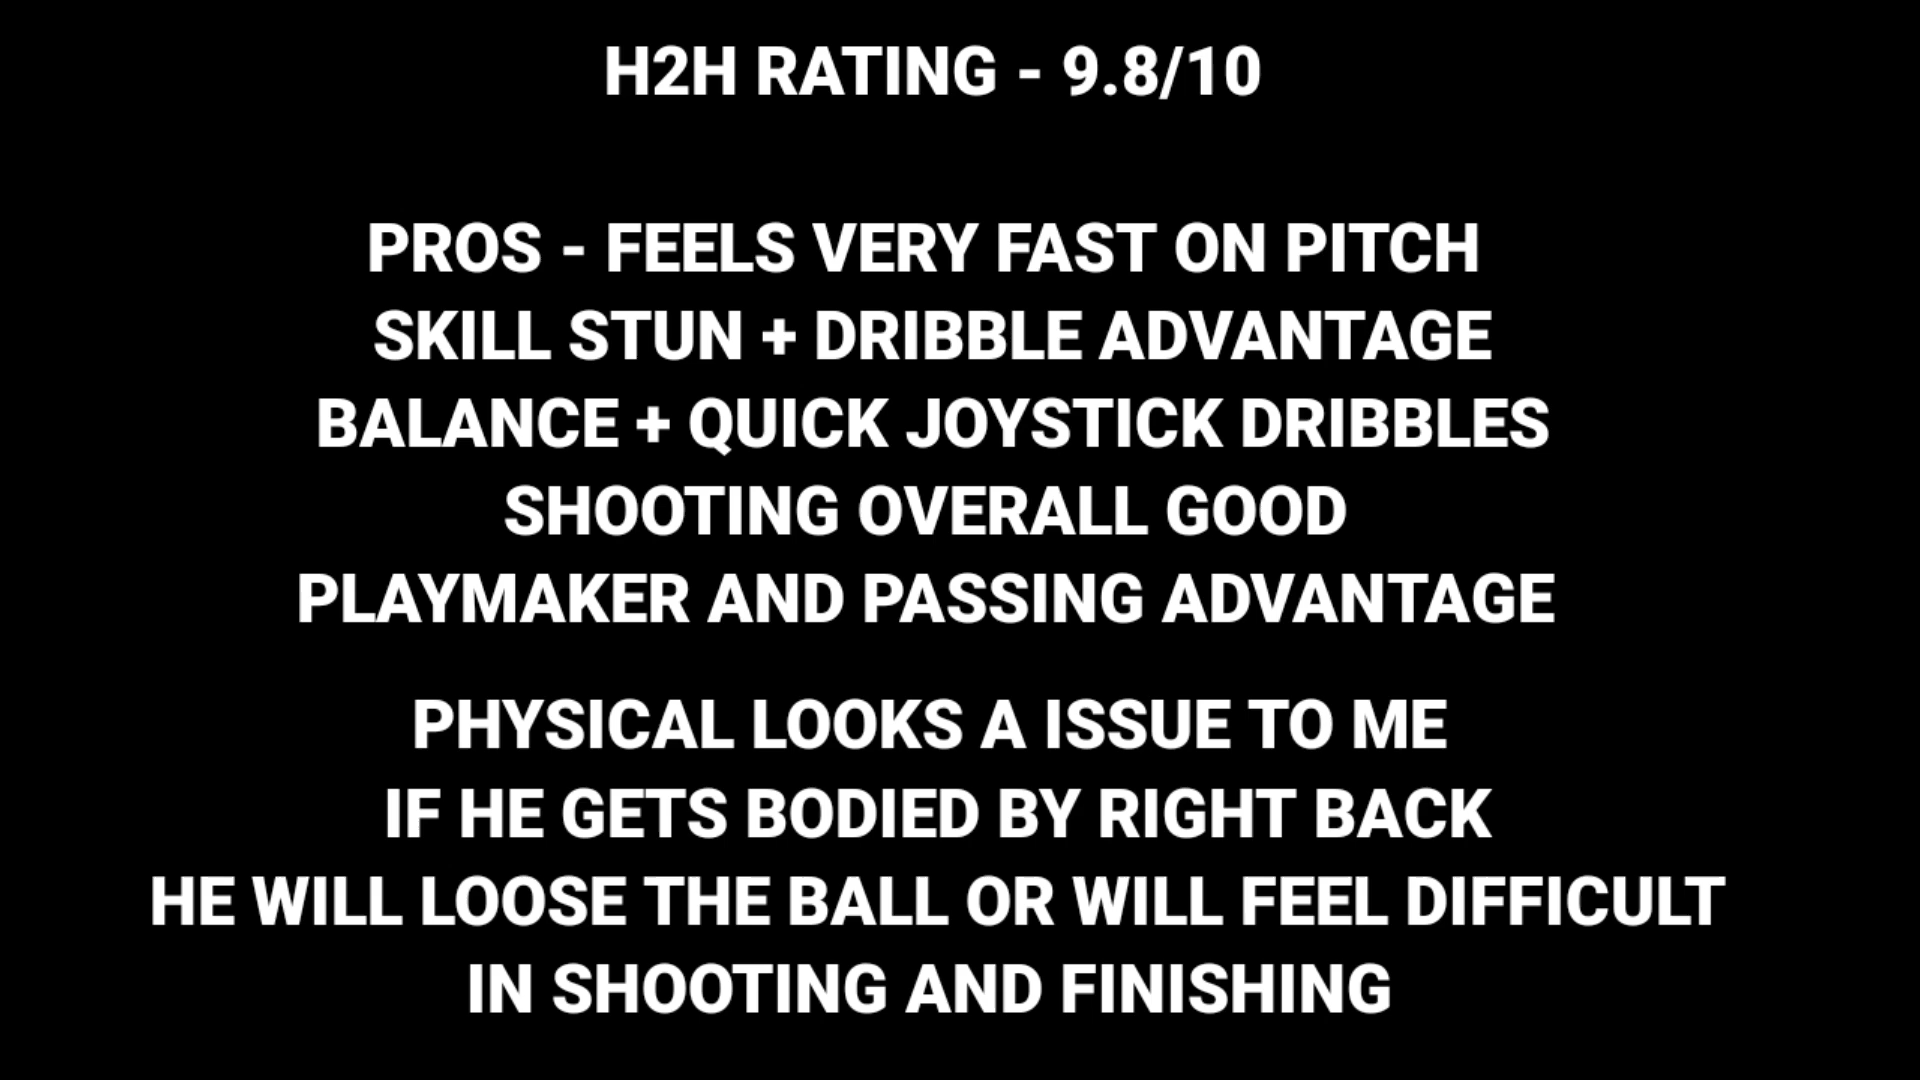 H2H RATING - 9.8/10
PROS - FEELS VERY FAST ON PITCH
SKILL STUN + DRIBBLE ADVANTAGE
BALANCE + QUICK JOYSTICK DRIBBLES
SHOOTING OVERALL GOOD
PLAYMAKER AND PASSING ADVANTAGE
PHYSICAL LOOKS A ISSUE TO ME
IF HE GETS BODIED BY RIGHT BACK
HE WILL LOOSE THE BALL OR WILL FEEL DIFFICULT
IN SHOOTING AND FINISHING